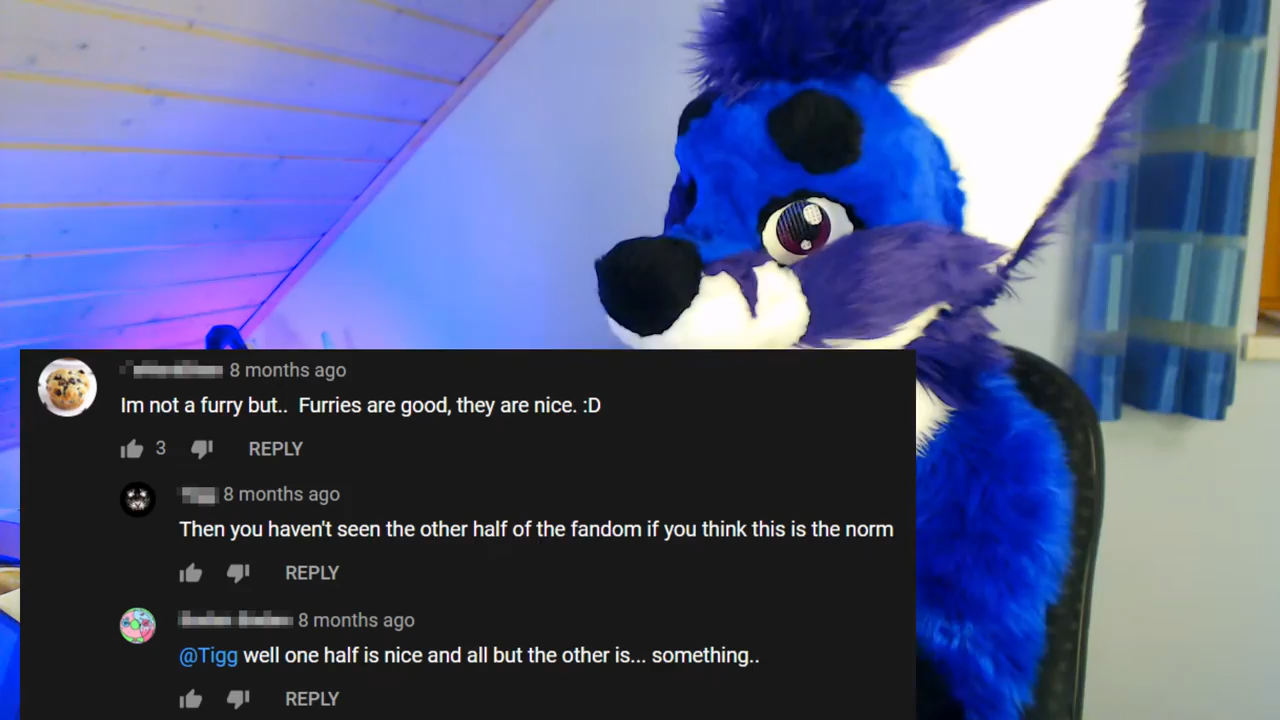 8 months ago
Im not a furry but..  Furries are good, they are nice. :D
3
REPLY
8 months ago
Then you haven't seen the other half of the fandom if you think this is the norm
REPLY
8 months ago
@Tigg well one half is nice and all but the other is... something..
REPLY